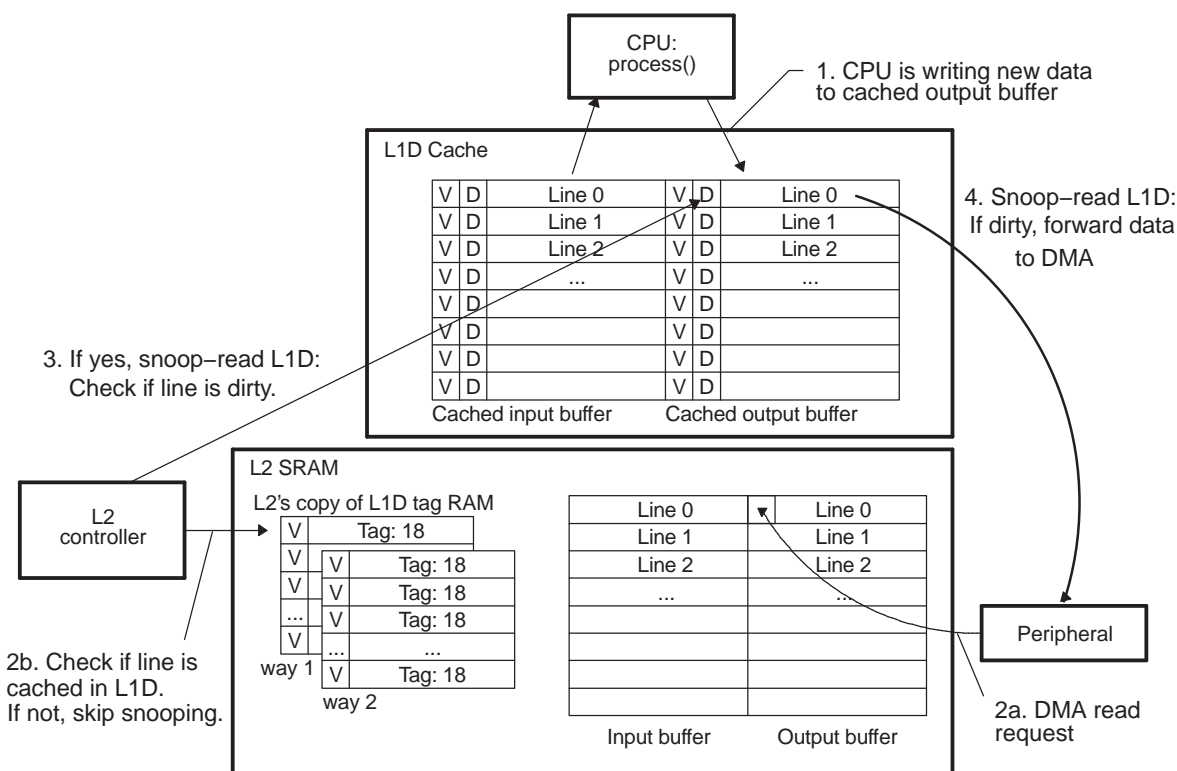 CPU:
process()
1. CPU is writing new data
to cached output buffer
L1D Cache
V D Line 0 V D Line 0
V D Line 1 V D Line 1
V D Line 2 V D Line 2
V D ... V D ...
V D V D
V D V D
V D V D
V D V D
Cached input buffer Cached output buffer
4. Snoop−read L1D:
If dirty, forward data
to DMA
3. If yes, snoop−read L1D:
Check if line is dirty.
L2
controller
2b. Check if line is
cached in L1D.
If not, skip snooping.
L2 SRAM
L2's copy of L1D tag RAM
V Tag: 18
V
V
...
V
way 1
V Tag: 18
V Tag: 18
V Tag: 18
... ...
V Tag: 18
way 2
Line 0 Line 0
Line 1 Line 1
Line 2 Line 2
... ...
Input buffer Output buffer
Peripheral
2a. DMA read
request